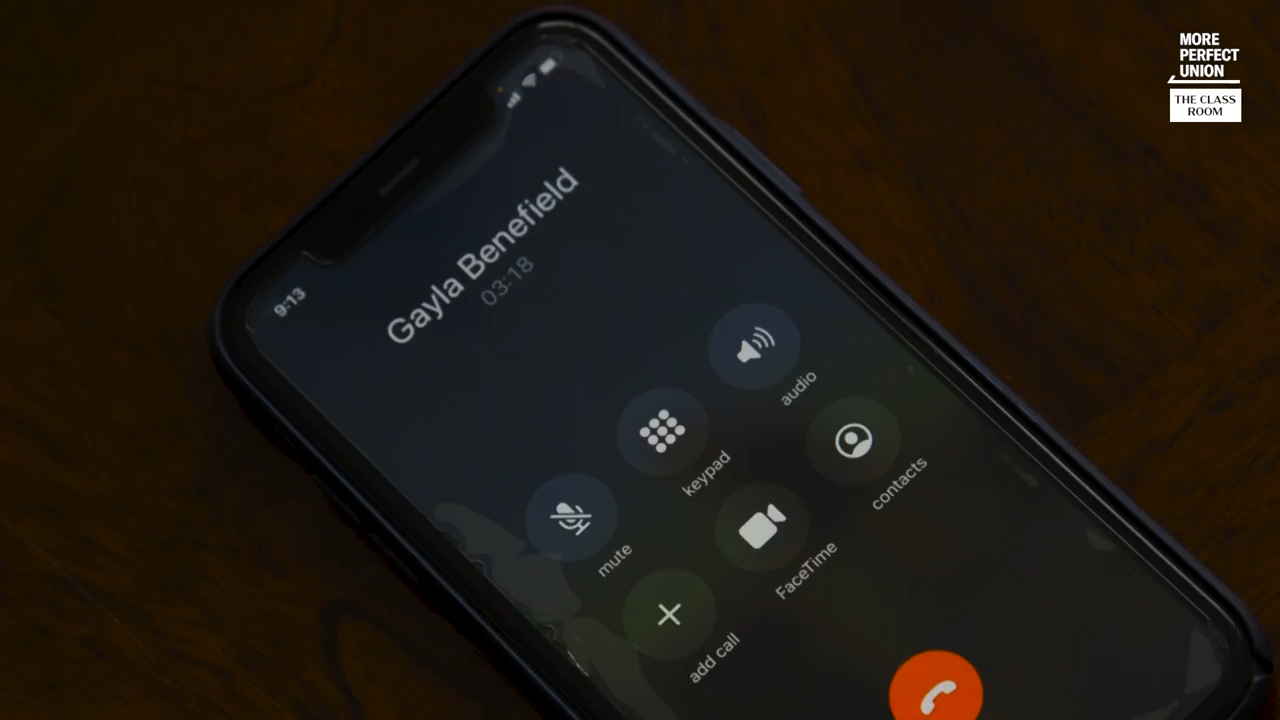 MORE
PERFECT
UNION
THE CLASS
ROOM
9:13
Gayla Benefield
03:18
mute
keypad
audio
add call
FaceTime
contacts